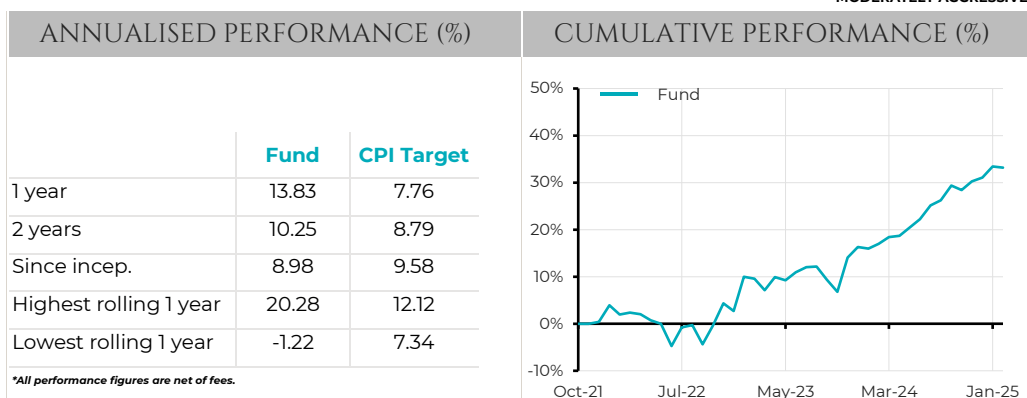 MODERATELY AGGRESSIVE
ANNUALISED PERFORMANCE (%)
Fund CPI Target
1 year 13.83 7.76
2 years 10.25 8.79
Since incep. 8.98 9.58
Highest rolling 1 year 20.28 12.12
Lowest rolling 1 year -1.22 7.34
*All performance figures are net of fees.
CUMULATIVE PERFORMANCE (%)
Fund
50%
40%
30%
20%
10%
0%
-10%
Oct-21 Jul-22 May-23 Mar-24 Jan-25